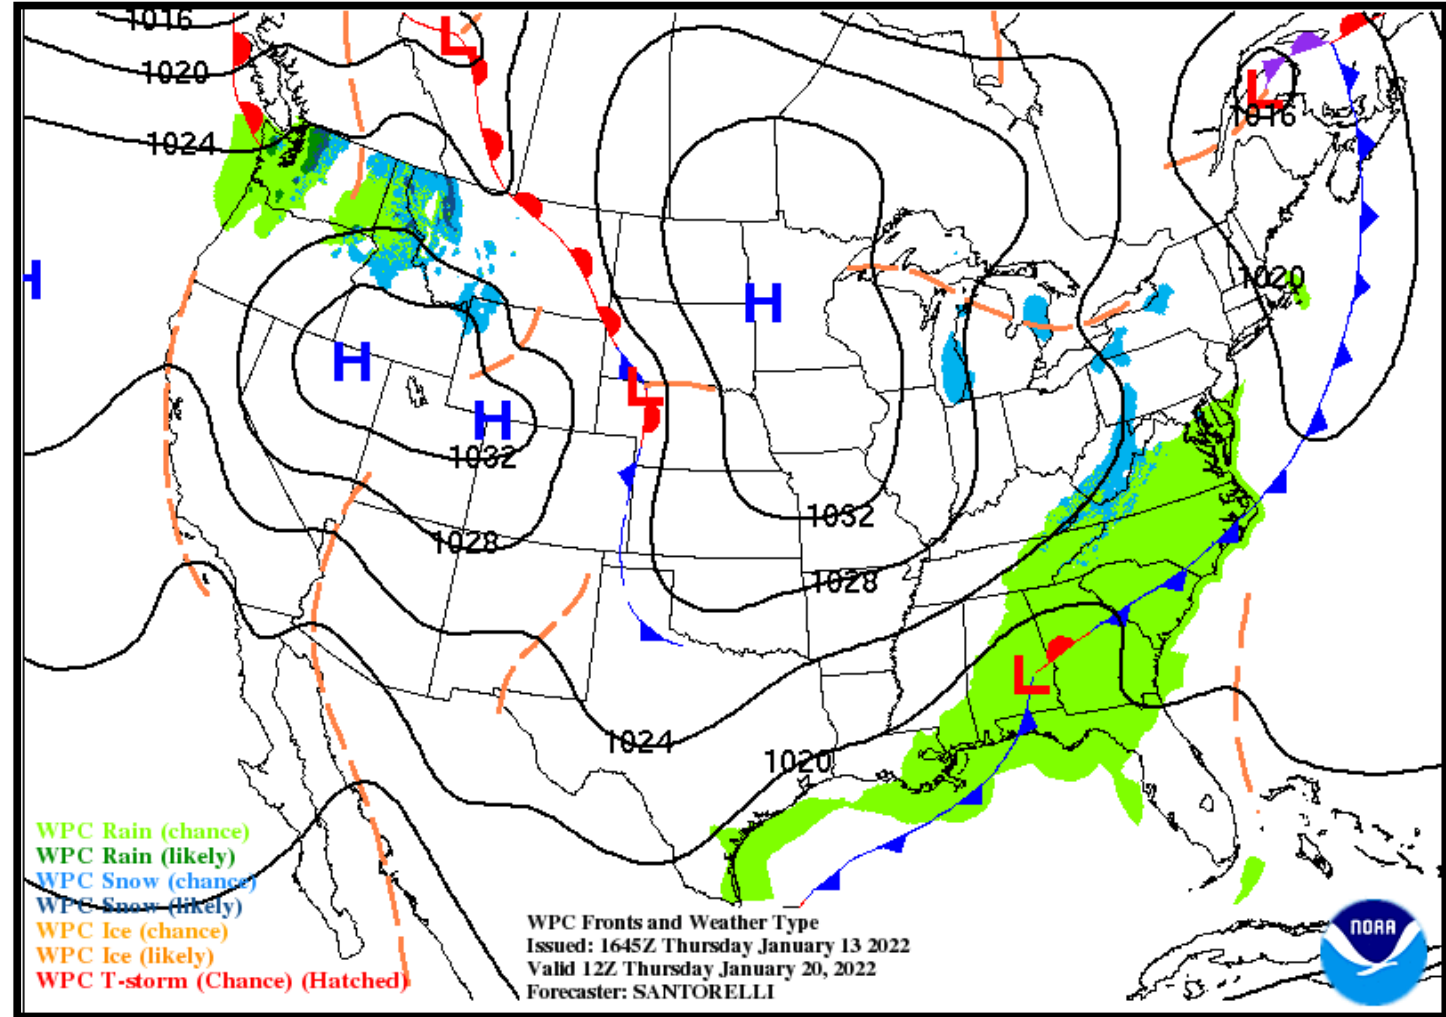 1016
L
1020
L
1016
1024
H
1020
H
H
L
H
1032
1032
1028
1028
L
1024
1020
WPC Rain (chance)
WPC Rain (likely)
WPC Snow (chance)
WPC Snow (likely)
WPC Ice (chance)
WPC Ice (likely)
WPC T-storm (Chance) (Hatched)
WPC Fronts and Weather Type
Issued: 1645Z Thursday January 13 2022
Valid 12Z Thursday January 20, 2022
Forecaster: SANTORELLI
NOAA